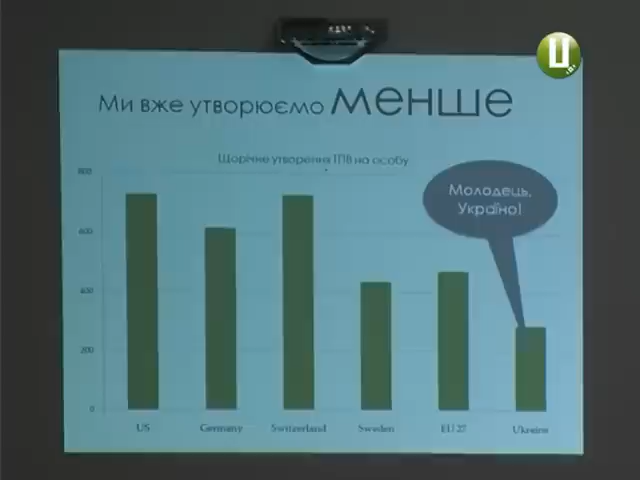 Ц
Ми вже утворюємо менше
Щорічне утворення ТПВ на особу
Молодець,
Україно!
800
600
400
200
0
US
Germany
Switzerland
Sweden
EU 27
Ukraine